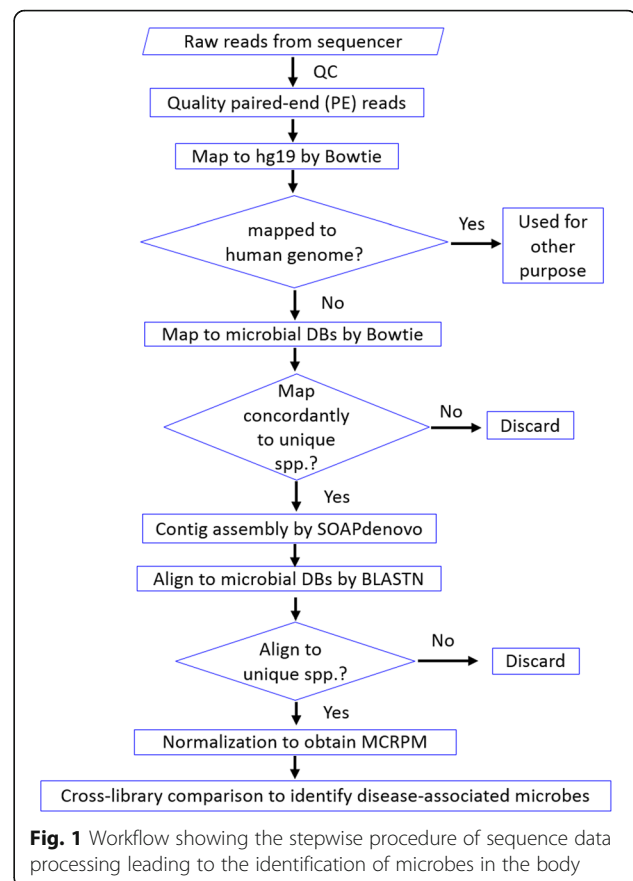 Raw reads from sequencer
QC
Quality paired-end (PE) reads
Map to hg19 by Bowtie
mapped to
human genome?
Yes
Used for
other
purpose
No
Map to microbial DBs by Bowtie
Map
concordantly
to unique
spp.?
No
Discard
Yes
Contig assembly by SOAPdenovo
Align to microbial DBs by BLASTN
Align to
unique spp.?
No
Discard
Yes
Normalization to obtain MCRPM
Cross-library comparison to identify disease-associated microbes
Fig. 1 Workflow showing the stepwise procedure of sequence data
processing leading to the identification of microbes in the body